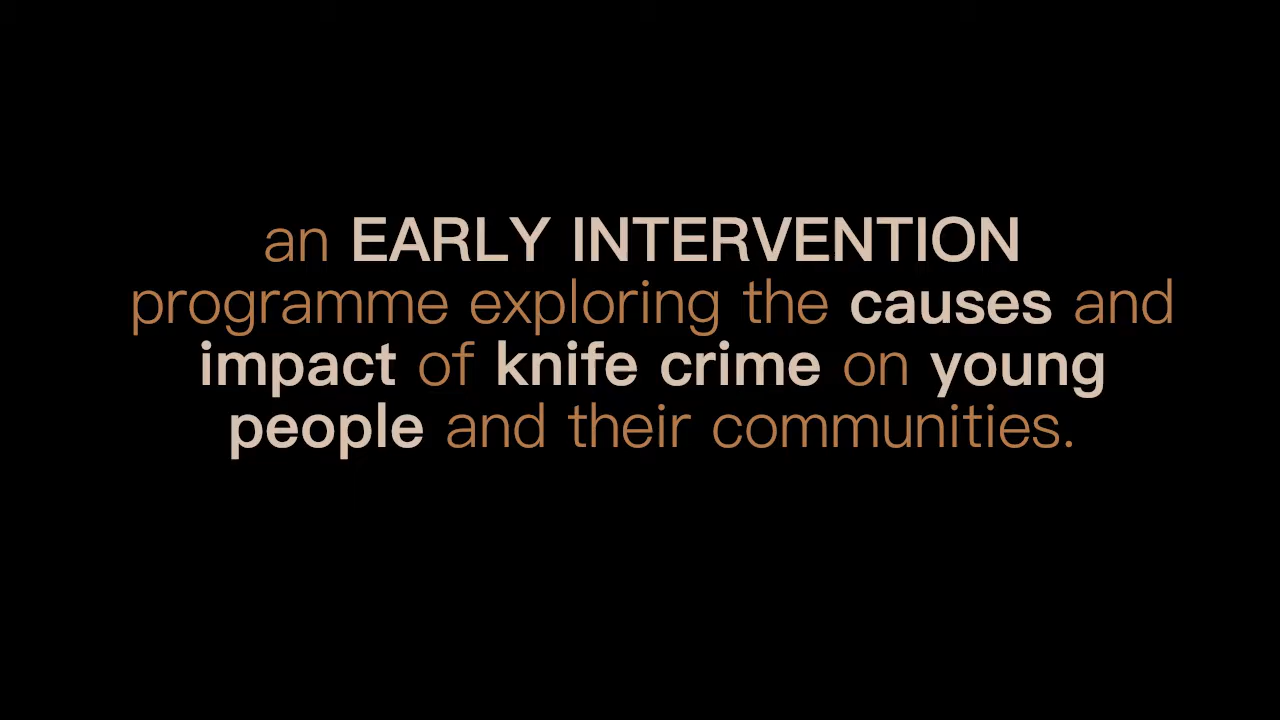 an EARLY INTERVENTION
programme exploring the causes and
impact of knife crime on young
people and their communities.